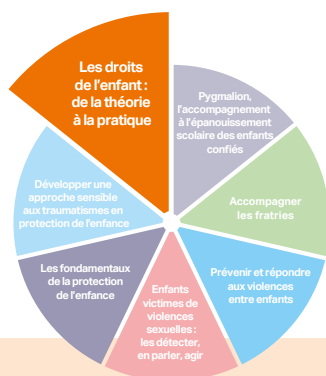 Les droits
de l'enfant :
de la théorie
à la pratique
Pygmalion,
l'accompagnement
à l'épanouissement
scolaire des enfants
confiés
Accompagner
les fratries
Prévenir et répondre
aux violences
entre enfants
Enfants
victimes de
violences
sexuelles :
les détecter,
en parler, agir
Les fondamentaux
de la protection
de l'enfance
Développer une
approche sensible
aux traumatismes en
protection de l'enfance